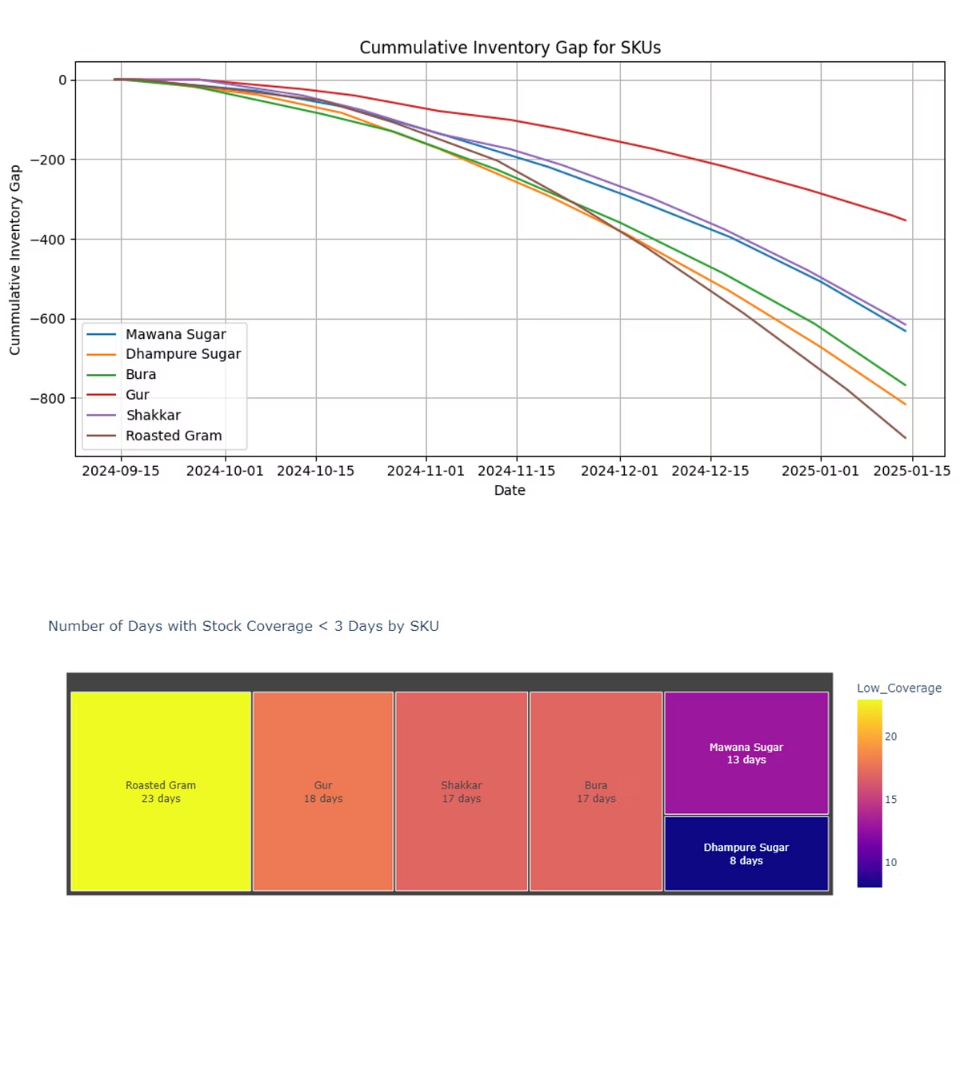 Cummulative Inventory Gap for SKUs
Cummulative Inventory Gap
0
−200
−400
−600
−800
Mawana Sugar
Dhampure Sugar
Bura
Gur
Shakkar
Roasted Gram
2024-09-15 2024-10-01 2024-10-15 2024-11-01 2024-11-15 2024-12-01 2024-12-15 2025-01-01 2025-01-15
Date
Number of Days with Stock Coverage < 3 Days by SKU
Roasted Gram
23 days
Gur
18 days
Shakkar
17 days
Bura
17 days
Mawana Sugar
13 days
Dhampure Sugar
8 days
Low_Coverage
20
15
10